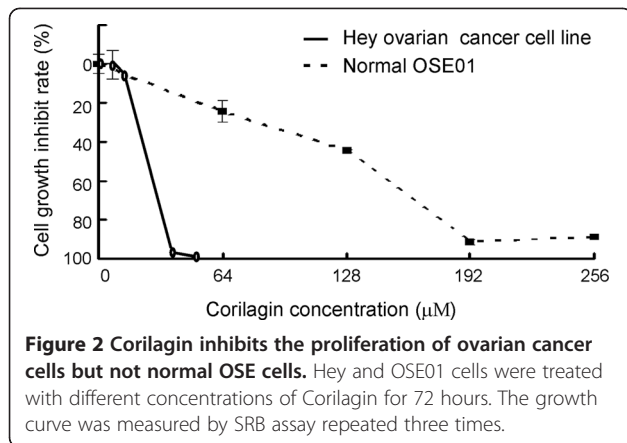 Hey ovarian cancer cell line
Normal OSE01
Cell growth inhibit rate (%)
0
20
40
60
80
100
0 64 128 192 256
Corilagin concentration (μM)
Figure 2 Corilagin inhibits the proliferation of ovarian cancer
cells but not normal OSE cells. Hey and OSE01 cells were treated
with different concentrations of Corilagin for 72 hours. The growth
curve was measured by SRB assay repeated three times.